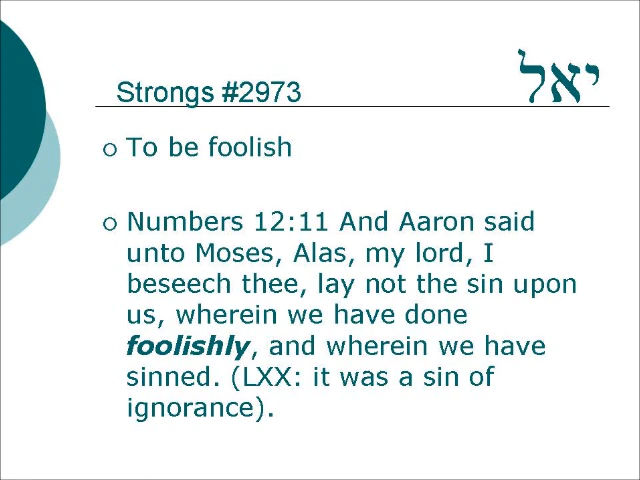 Strongs #2973 יאל
To be foolish
Numbers 12:11 And Aaron said
unto Moses, Alas, my lord, I
beseech thee, lay not the sin upon
us, wherein we have done
foolishly, and wherein we have
sinned. (LXX: it was a sin of
ignorance).